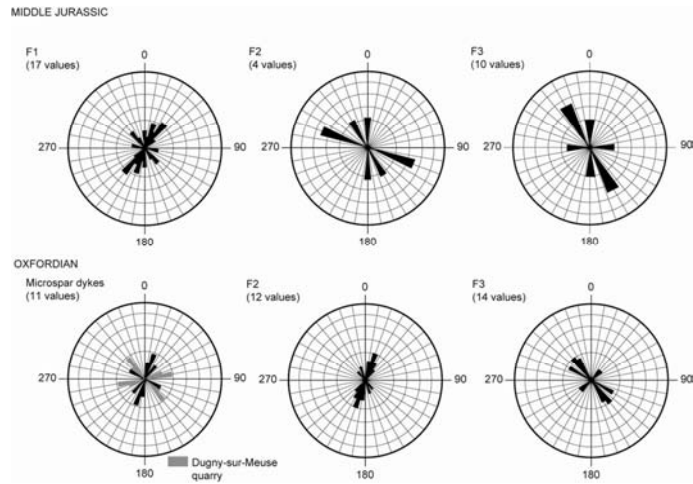 MIDDLE JURASSIC
F1
(17 values)
0
270
90
180
F2
(4 values)
0
270
90
180
F3
(10 values)
0
270
90
180
OXFORDIAN
Microspar dykes
(11 values)
0
270
90
180
Dugny-sur-Meuse
quarry
F2
(12 values)
0
270
90
180
F3
(14 values)
0
270
90
180